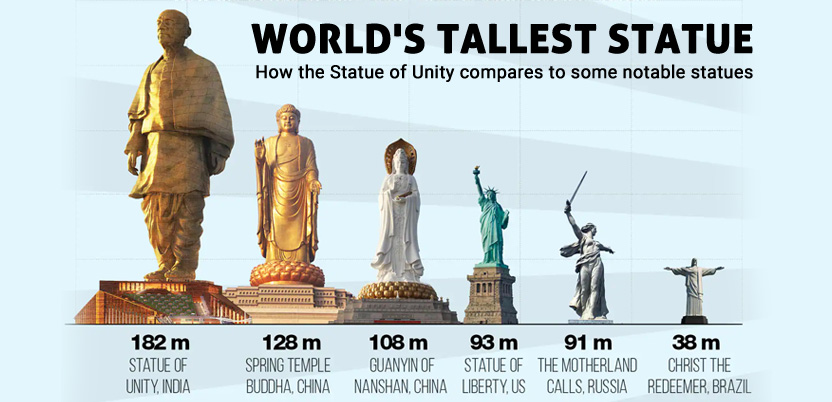 WORLD'S TALLEST STATUE
How the Statue of Unity compares to some notable statues
182 m
STATUE OF
UNITY, INDIA
128 m
SPRING TEMPLE
BUDDHA, CHINA
108 m
GUANYIN OF
NANSHAN, CHINA
93 m
STATUE OF
LIBERTY, US
91 m
THE MOTHERLAND
CALLS, RUSSIA
38 m
CHRIST THE
REDEEMER, BRAZIL